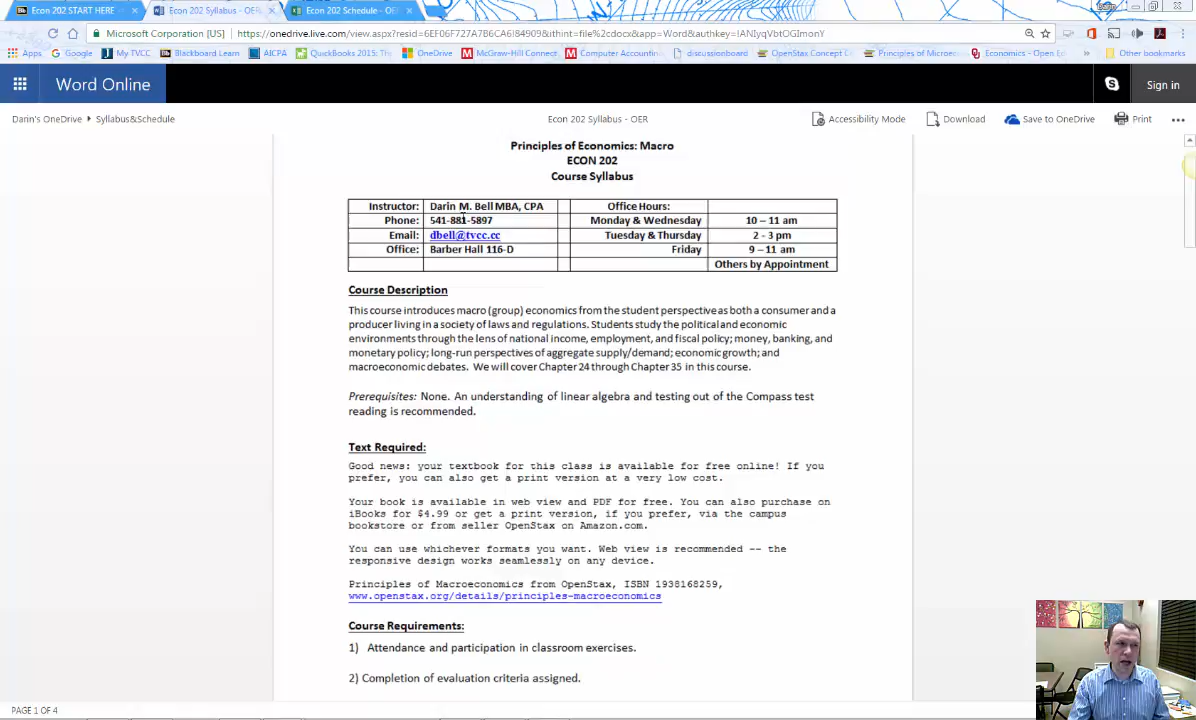 Econ 202 START HERE
Econ 202 Syllabus - OER
Econ 202 Schedule - OER
Microsoft Corporation [US]
Apps
Google
My TVCC
Blackboard Learn
AICPA
QuickBooks 2015:
OneDrive
McGraw-Hill Connect
Computer Accountin
discussionboard
OpenStax Concept
Principles of Microec
Economics - Open Ed
Other bookmarks
Word Online
Sign in
Darin's OneDrive
Syllabus&Schedule
Econ 202 Syllabus - OER
Accessibility Mode
Download
Save to OneDrive
Print
Principles of Economics: Macro
ECON 202
Course Syllabus
Instructor: Darin M. Bell MBA, CPA Office Hours:
Phone: 541-881-5897 Monday & Wednesday 10 – 11 am
Email: dbell@tvcc.cc Tuesday & Thursday 2 - 3 pm
Office: Barber Hall 116-D Friday 9 – 11 am
Others by Appointment
Course Description
This course introduces macro (group) economics from the student perspective as both a consumer and a
producer living in a society of laws and regulations. Students study the political and economic
environments through the lens of national income, employment, and fiscal policy; money, banking, and
monetary policy; long-run perspectives of aggregate supply/demand; economic growth; and
macroeconomic debates. We will cover Chapter 24 through Chapter 35 in this course.
Prerequisites: None. An understanding of linear algebra and testing out of the Compass test
reading is recommended.
Text Required:
Good news: your textbook for this class is available for free online! If you
prefer, you can also get a print version at a very low cost.
Your book is available in web view and PDF for free. You can also purchase on
iBooks for $4.99 or get a print version, if you prefer, via the campus
bookstore or from seller OpenStax on Amazon.com.
You can use whichever formats you want. Web view is recommended -- the
responsive design works seamlessly on any device.
Principles of Macroeconomics from OpenStax, ISBN 1938168259,
www.openstax.org/details/principles-macroeconomics
Course Requirements:
1) Attendance and participation in classroom exercises.
2) Completion of evaluation criteria assigned.
PAGE 1 OF 4